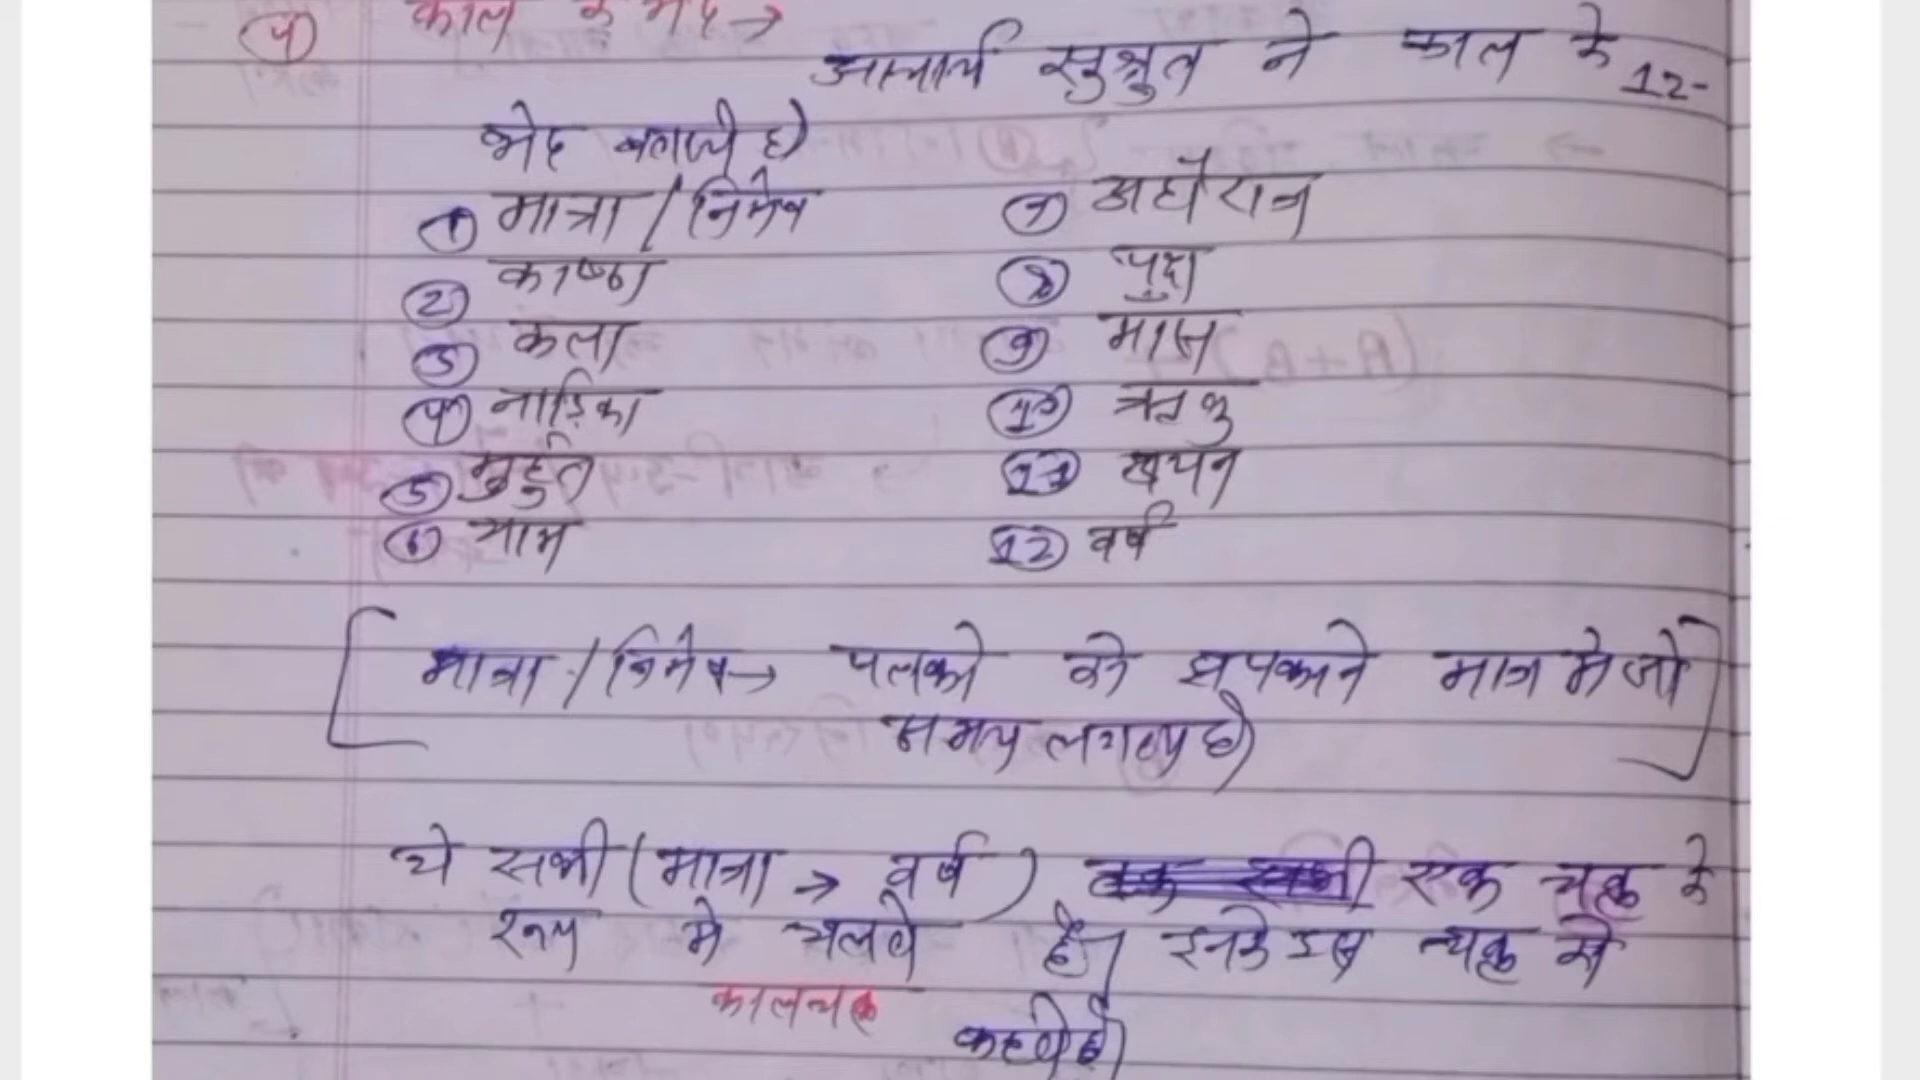 ④ काल के भेद →
आचार्य सुश्रुत ने काल के 12-
भेद बताये है।
① मात्रा / निमेष
② काष्ठा
③ कला
④ नाड़िका
⑤ मुहुर्त
⑥ याम
⑦ अहोरात्र
⑧ पक्ष
⑨ मास
⑩ ऋतु
⑪ अयन
⑫ वर्ष
[ मात्रा / निमेष → पलको को झपकाने मात्र मे जो
समय लगता है। ]
ये सभी (मात्रा → वर्ष) एक चक्र के
रूप मे चलते है। इनके इस चक्र को
कालचक्र
कहते है।